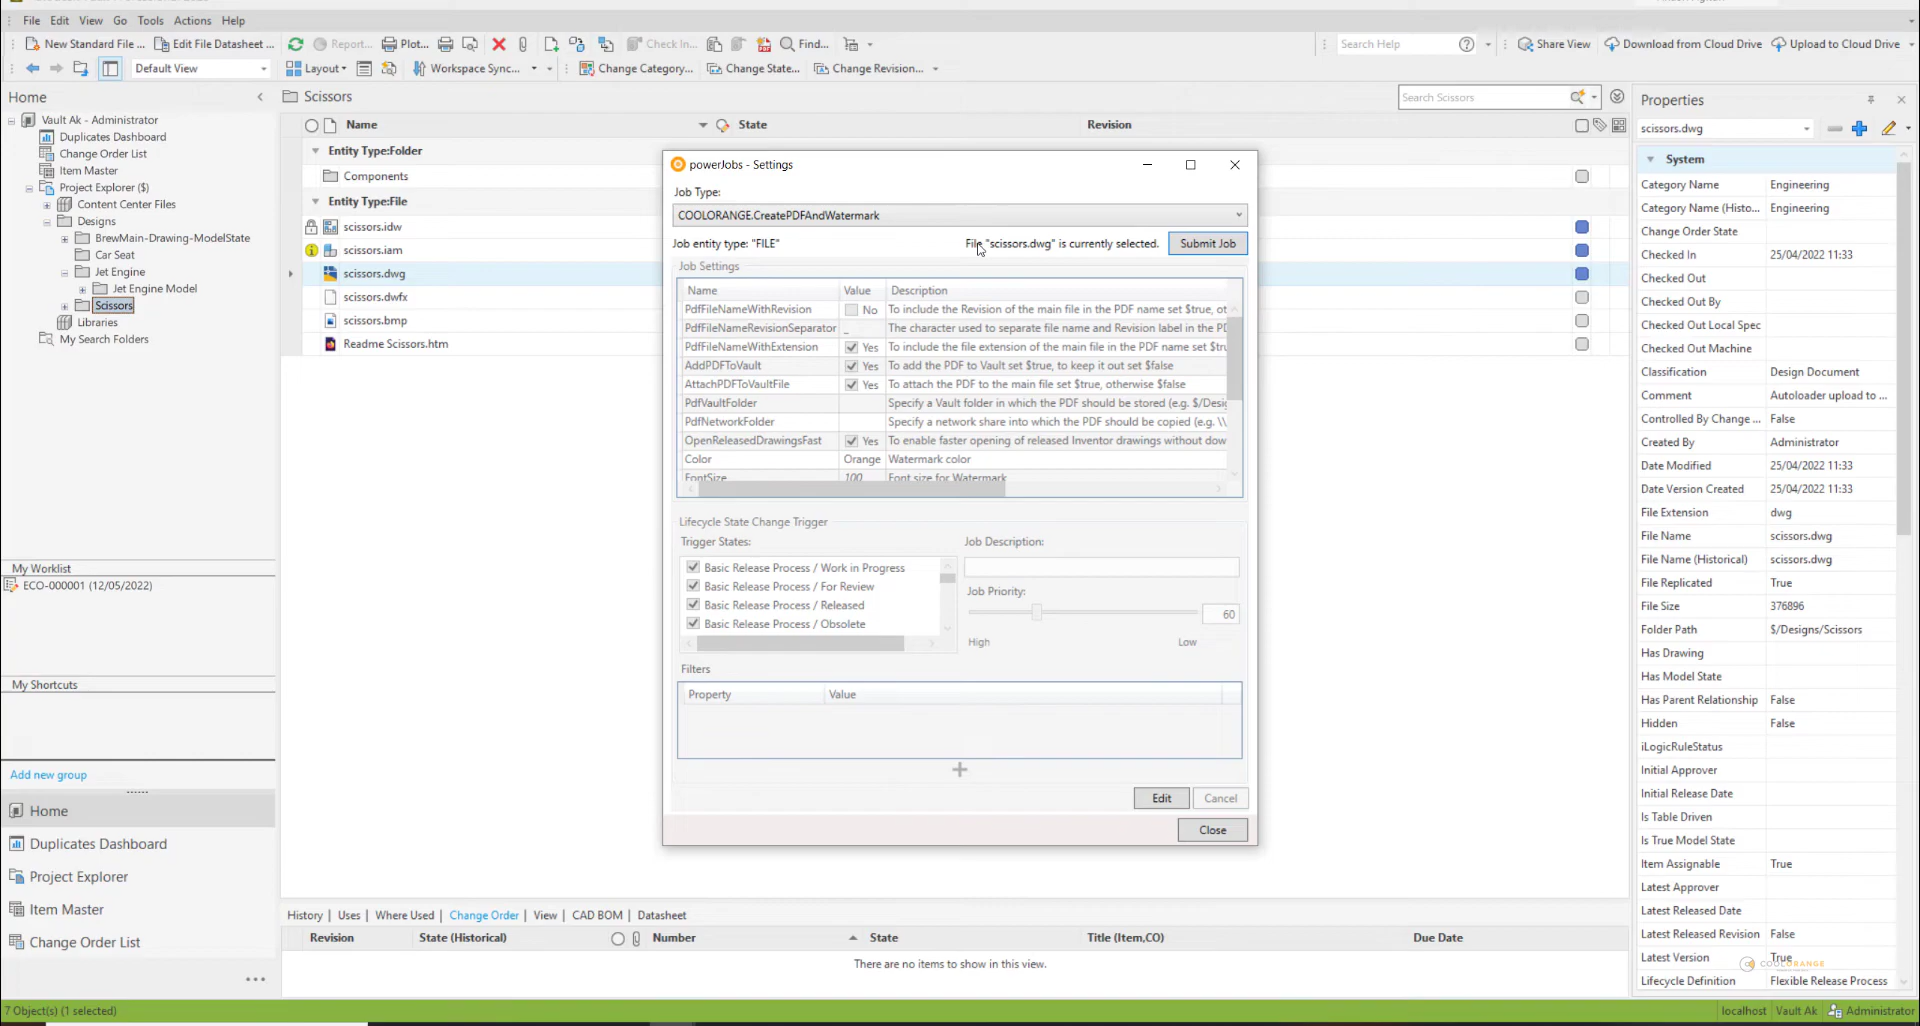 File Edit View Go Tools Actions Help
New Standard File ... Edit File Datasheet ... Report... Plot... Check In... Find... Search Help Share View Download from Cloud Drive Upload to Cloud Drive
Default View Layout Workspace Sync... Change Category... Change State... Change Revision...
Home
Vault Ak - Administrator
Duplicates Dashboard
Change Order List
Item Master
Project Explorer ($)
Content Center Files
Designs
BrewMain-Drawing-ModelState
Car Seat
Jet Engine
Jet Engine Model
Scissors
Libraries
My Search Folders
My Worklist
ECO-000001 (12/05/2022)
My Shortcuts
Add new group
Home
Duplicates Dashboard
Project Explorer
Item Master
Change Order List
Scissors
Search Scissors
Name State Revision
Entity Type:Folder
Components
Entity Type:File
scissors.idw
scissors.iam
scissors.dwg
scissors.dwfx
scissors.bmp
Readme Scissors.htm
powerJobs - Settings
Job Type:
COOLORANGE.CreatePDFAndWatermark
Job entity type: "FILE" File "scissors.dwg" is currently selected. Submit Job
Job Settings
Name Value Description
PdfFileNameWithRevision No To include the Revision of the main file in the PDF name set $true, ot
PdfFileNameRevisionSeparator _ The character used to separate file name and Revision label in the PD
PdfFileNameWithExtension Yes To include the file extension of the main file in the PDF name set $tru
AddPDFToVault Yes To add the PDF to Vault set $true, to keep it out set $false
AttachPDFToVaultFile Yes To attach the PDF to the main file set $true, otherwise $false
PdfVaultFolder Specify a Vault folder in which the PDF should be stored (e.g. $/Desig
PdfNetworkFolder Specify a network share into which the PDF should be copied (e.g. \\
OpenReleasedDrawingsFast Yes To enable faster opening of released Inventor drawings without dow
Color Orange Watermark color
FontSize 100 Font size for Watermark
Lifecycle State Change Trigger
Trigger States: Job Description:
Basic Release Process / Work in Progress
Basic Release Process / For Review
Basic Release Process / Released
Basic Release Process / Obsolete
Job Priority:
60
High Low
Filters
Property Value
Edit Cancel
Close
History | Uses | Where Used | Change Order | View | CAD BOM | Datasheet
Revision State (Historical) Number State Title (Item,CO) Due Date
There are no items to show in this view.
Properties
scissors.dwg
System
Category Name Engineering
Category Name (Histo... Engineering
Change Order State
Checked In 25/04/2022 11:33
Checked Out
Checked Out By
Checked Out Local Spec
Checked Out Machine
Classification Design Document
Comment Autoloader upload to ...
Controlled By Change ... False
Created By Administrator
Date Modified 25/04/2022 11:33
Date Version Created 25/04/2022 11:33
File Extension dwg
File Name scissors.dwg
File Name (Historical) scissors.dwg
File Replicated True
File Size 376896
Folder Path $/Designs/Scissors
Has Drawing
Has Model State
Has Parent Relationship False
Hidden False
iLogicRuleStatus
Initial Approver
Initial Release Date
Is Table Driven
Is True Model State
Item Assignable True
Latest Approver
Latest Released Date
Latest Released Revision False
Latest Version True
COOLORANGE
Lifecycle Definition Flexible Release Process
7 Object(s) (1 selected) localhost Vault Ak Administrator